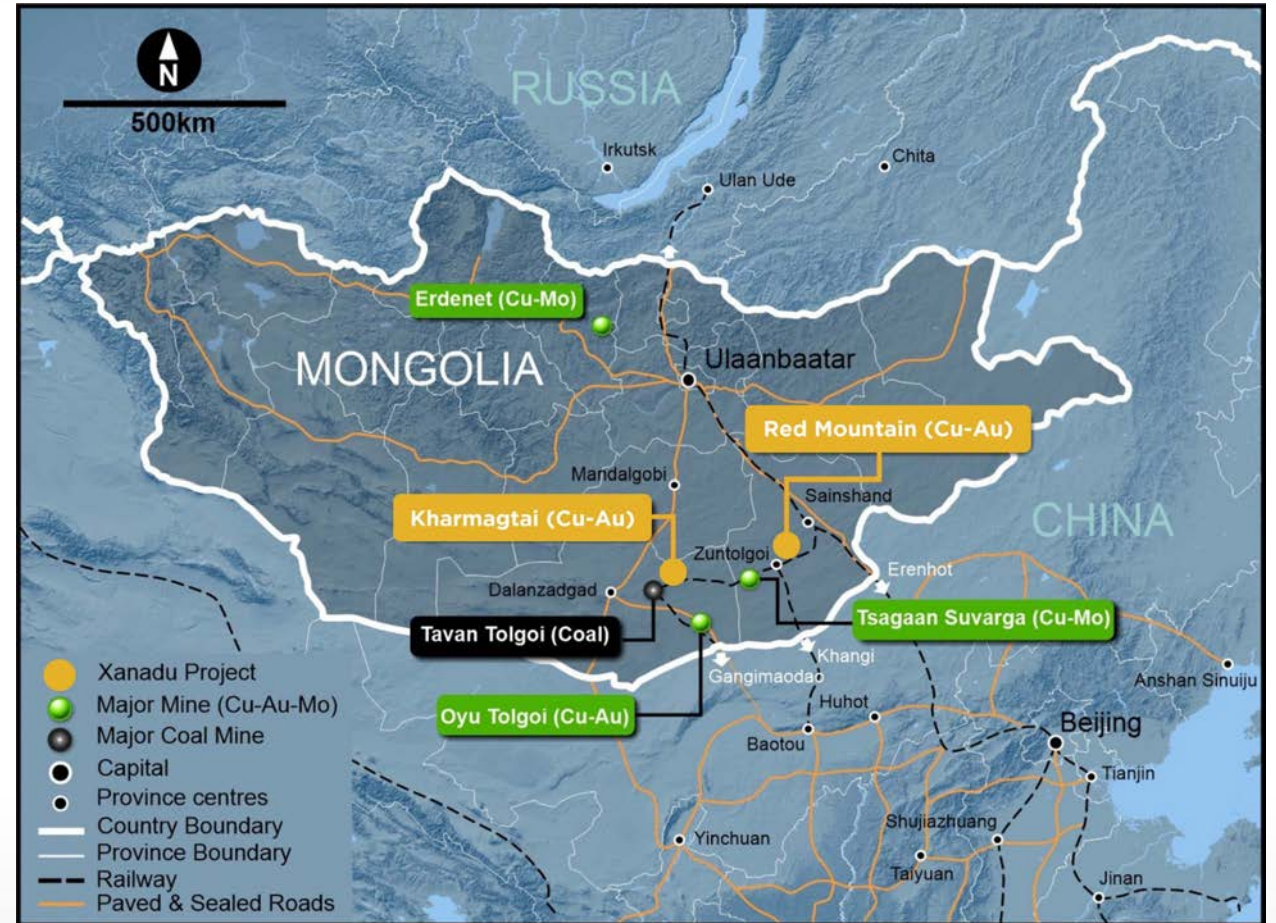 N
500km
RUSSIA
Irkutsk
Chita
Ulan Ude
Erdenet (Cu-Mo)
MONGOLIA
Ulaanbaatar
Red Mountain (Cu-Au)
Mandalgobi
Sainshand
Kharmagtai (Cu-Au)
CHINA
Zuntolgoi
Erenhot
Dalanzadgad
Tsagaan Suvarga (Cu-Mo)
Tavan Tolgoi (Coal)
Khangi
Gangimaodao
Anshan Sinuiju
Oyu Tolgoi (Cu-Au)
Huhot
Baotou
Beijing
Tianjin
Shujiazhuang
Yinchuan
Taiyuan
Jinan
Xanadu Project
Major Mine (Cu-Au-Mo)
Major Coal Mine
Capital
Province centres
Country Boundary
Province Boundary
Railway
Paved & Sealed Roads